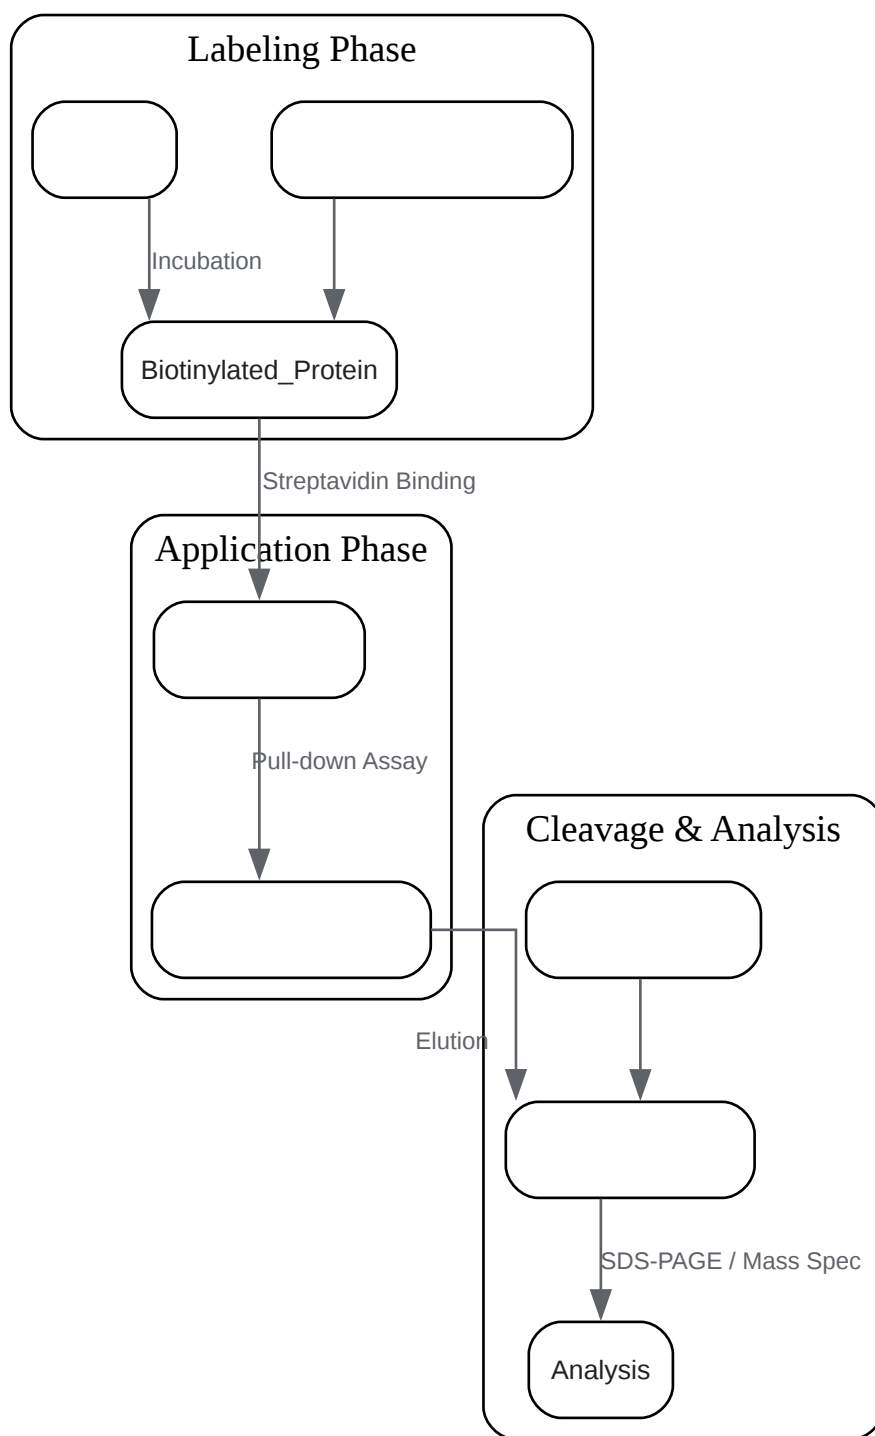 Labeling Phase
Incubation
Biotinylated_Protein
Streptavidin Binding
Application Phase
Pull-down Assay
Cleavage & Analysis
Elution
SDS-PAGE / Mass Spec
Analysis